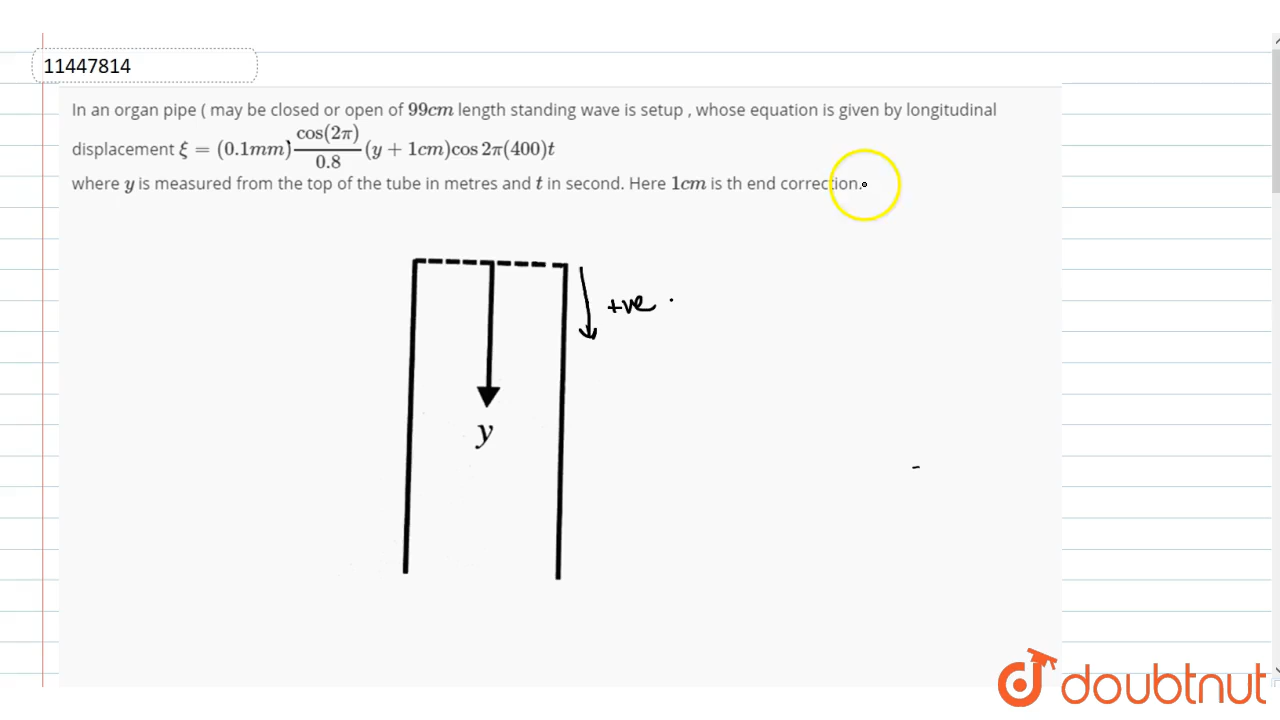 11447814
In an organ pipe ( may be closed or open of 99cm length standing wave is setup , whose equation is given by longitudinal
displacement ξ = (0.1mm) cos(2π)/0.8 (y + 1cm)cos 2π(400)t
where y is measured from the top of the tube in metres and t in second. Here 1cm is th end correction.
+ve
y
doubtnut